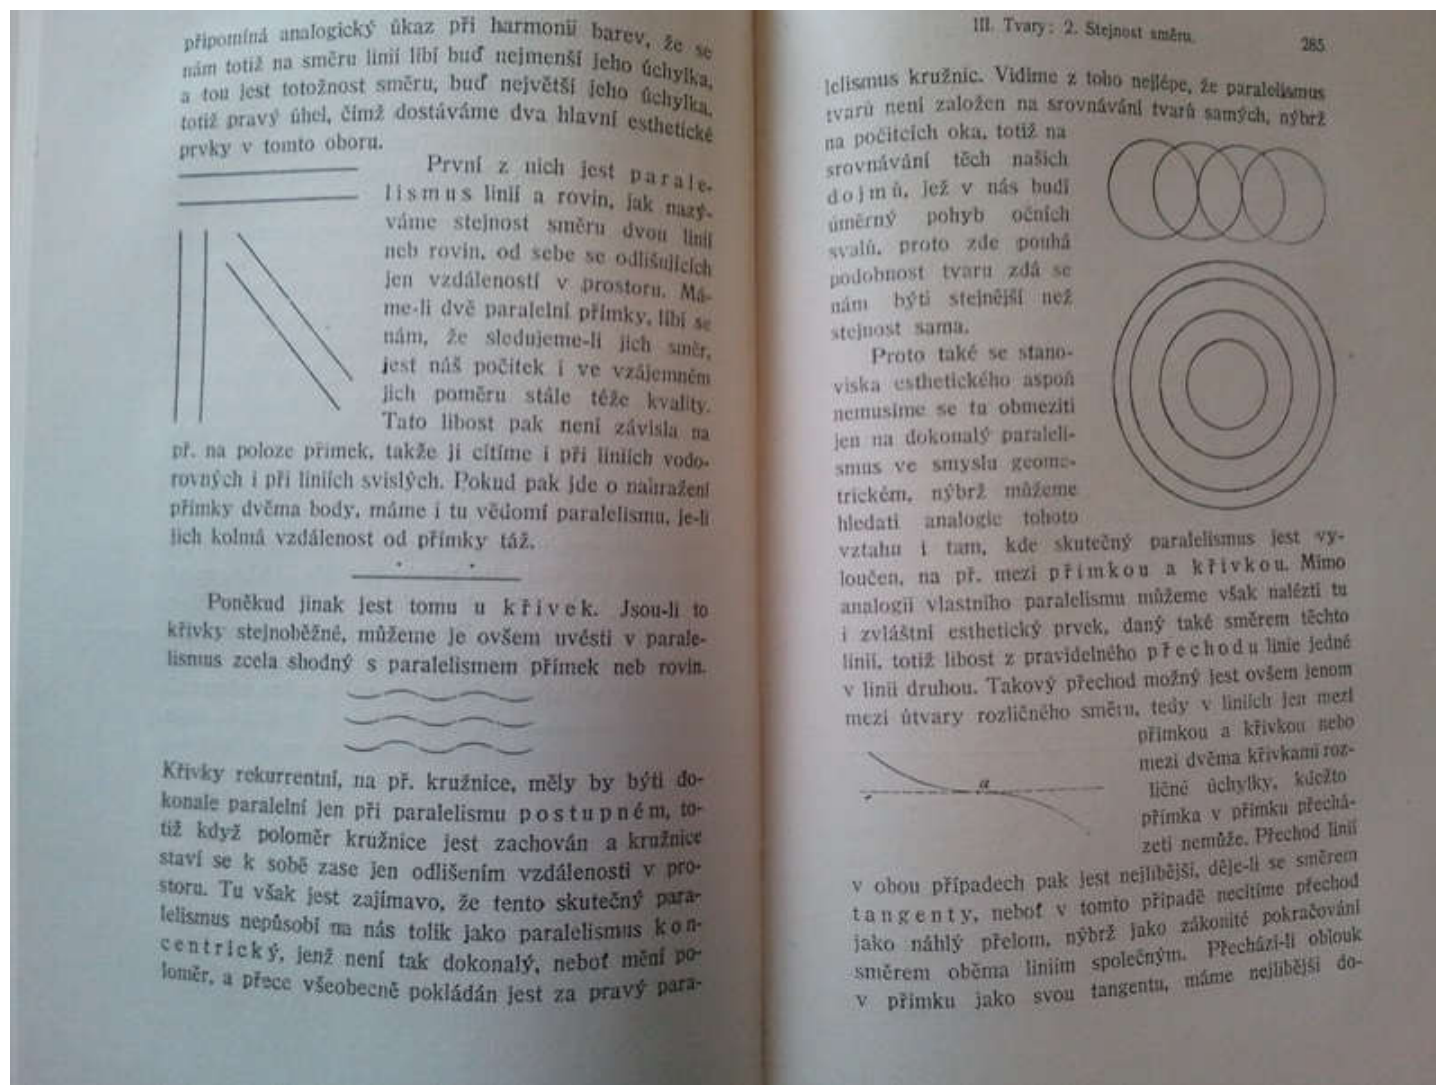 připomíná analogický úkaz při harmonii barev, že se
nám totiž na směru linií líbí buď nejmenší jeho úchylka,
a tou jest totožnost směru, buď největší jeho úchylka,
totiž pravý úhel, čímž dostáváme dva hlavní esthetické
prvky v tomto oboru.
První z nich jest parale-
lismus linií a rovin, jak nazý-
váme stejnost směru dvou linií
neb rovin, od sebe se odlišujících
jen vzdáleností v prostoru. Má-
me-li dvě paralelní přímky, líbí se
nám, že sledujeme-li jich směr,
jest náš počitek i ve vzájemném
jich poměru stále téže kvality.
Tato libost pak není závisla na
př. na poloze přímek, takže ji cítíme i při liniích vodo-
rovných i při liniích svislých. Pokud pak jde o nahražení
přímky dvěma body, máme i tu vědomí paralelismu, je-li
jich kolmá vzdálenost od přímky táž.
Poněkud jinak jest tomu u křivek. Jsou-li to
křivky stejnoběžné, můžeme je ovšem uvésti v parale-
lismus zcela shodný s paralelismem přímek neb rovin.
Křivky rekurrentní, na př. kružnice, měly by býti do-
konale paralelní jen při paralelismu postupném, to-
tiž když poloměr kružnice jest zachován a kružnice
staví se k sobě zase jen odlišením vzdálenosti v pro-
storu. Tu však jest zajímavo, že tento skutečný para-
lelismus nepůsobí na nás tolik jako paralelismus kon-
centrický, jenž není tak dokonalý, neboť mění po-
loměr, a přece všeobecně pokládán jest za pravý para-
III. Tvary: 2. Stejnost směru. 285
lelismus kružnic. Vidíme z toho nejlépe, že paralelismus
tvarů není založen na srovnávání tvarů samých, nýbrž
na počitcích oka, totiž na
srovnávání těch našich
dojmů, jež v nás budí
úměrný pohyb očních
svalů, proto zde pouhá
podobnost tvaru zdá se
nám býti stejnější než
stejnost sama.
Proto také se stano-
viska esthetického aspoň
nemusíme se tu obmeziti
jen na dokonalý paraleli-
smus ve smyslu geome-
trickém, nýbrž můžeme
hledati analogie tohoto
vztahu i tam, kde skutečný paralelismus jest vy-
loučen, na př. mezi přímkou a křivkou. Mimo
analogii vlastního paralelismu můžeme však nalézti tu
i zvláštní esthetický prvek, daný také směrem těchto
linií, totiž libost z pravidelného přechodu linie jedné
v linii druhou. Takový přechod možný jest ovšem jenom
mezi útvary rozličného směru, tedy v liniích jen mezi
přímkou a křivkou nebo
mezi dvěma křivkami roz-
ličné úchylky, kdežto
přímka v přímku přechá-
zeti nemůže. Přechod linií
a
v obou případech pak jest nejlibější, děje-li se směrem
tangenty, neboť v tomto případě necítíme přechod
jako náhlý přelom, nýbrž jako zákonité pokračování
směrem oběma liniím společným. Přechází-li oblouk
v přímku jako svou tangentu, máme nejlibější do-